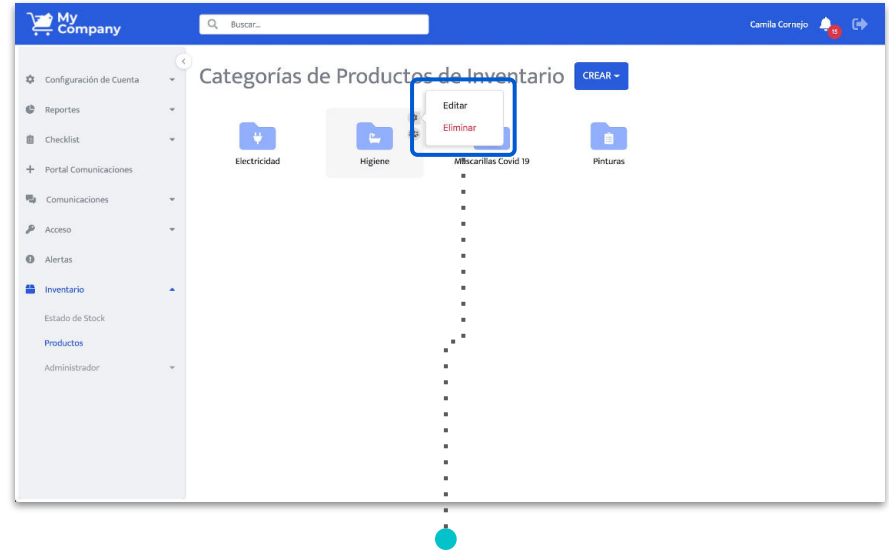 My
Company
Buscar...
Camila Cornejo
15
Configuración de Cuenta
Reportes
Checklist
Portal Comunicaciones
Comunicaciones
Acceso
Alertas
Inventario
Estado de Stock
Productos
Administrador
Categorías de Productos de Inventario
CREAR
Editar
Eliminar
Electricidad
Higiene
Mascarillas Covid 19
Pinturas